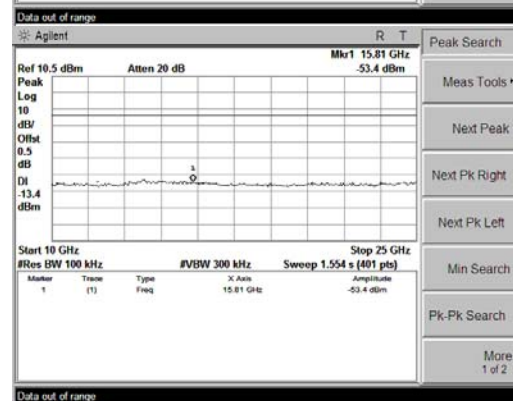 Data out of range
Agilent R T
Mkr1 15.81 GHz
Ref 10.5 dBm Atten 20 dB -53.4 dBm
Peak
Log
10
dB/
Offst
0.5
dB
DI
-13.4
dBm
1
Start 10 GHz Stop 25 GHz
#Res BW 100 kHz #VBW 300 kHz Sweep 1.554 s (401 pts)
Marker Trace Type X Axis Amplitude
1 (1) Freq 15.81 GHz -53.4 dBm
Peak Search
Meas Tools
Next Peak
Next Pk Right
Next Pk Left
Min Search
Pk-Pk Search
More
1 of 2
Data out of range